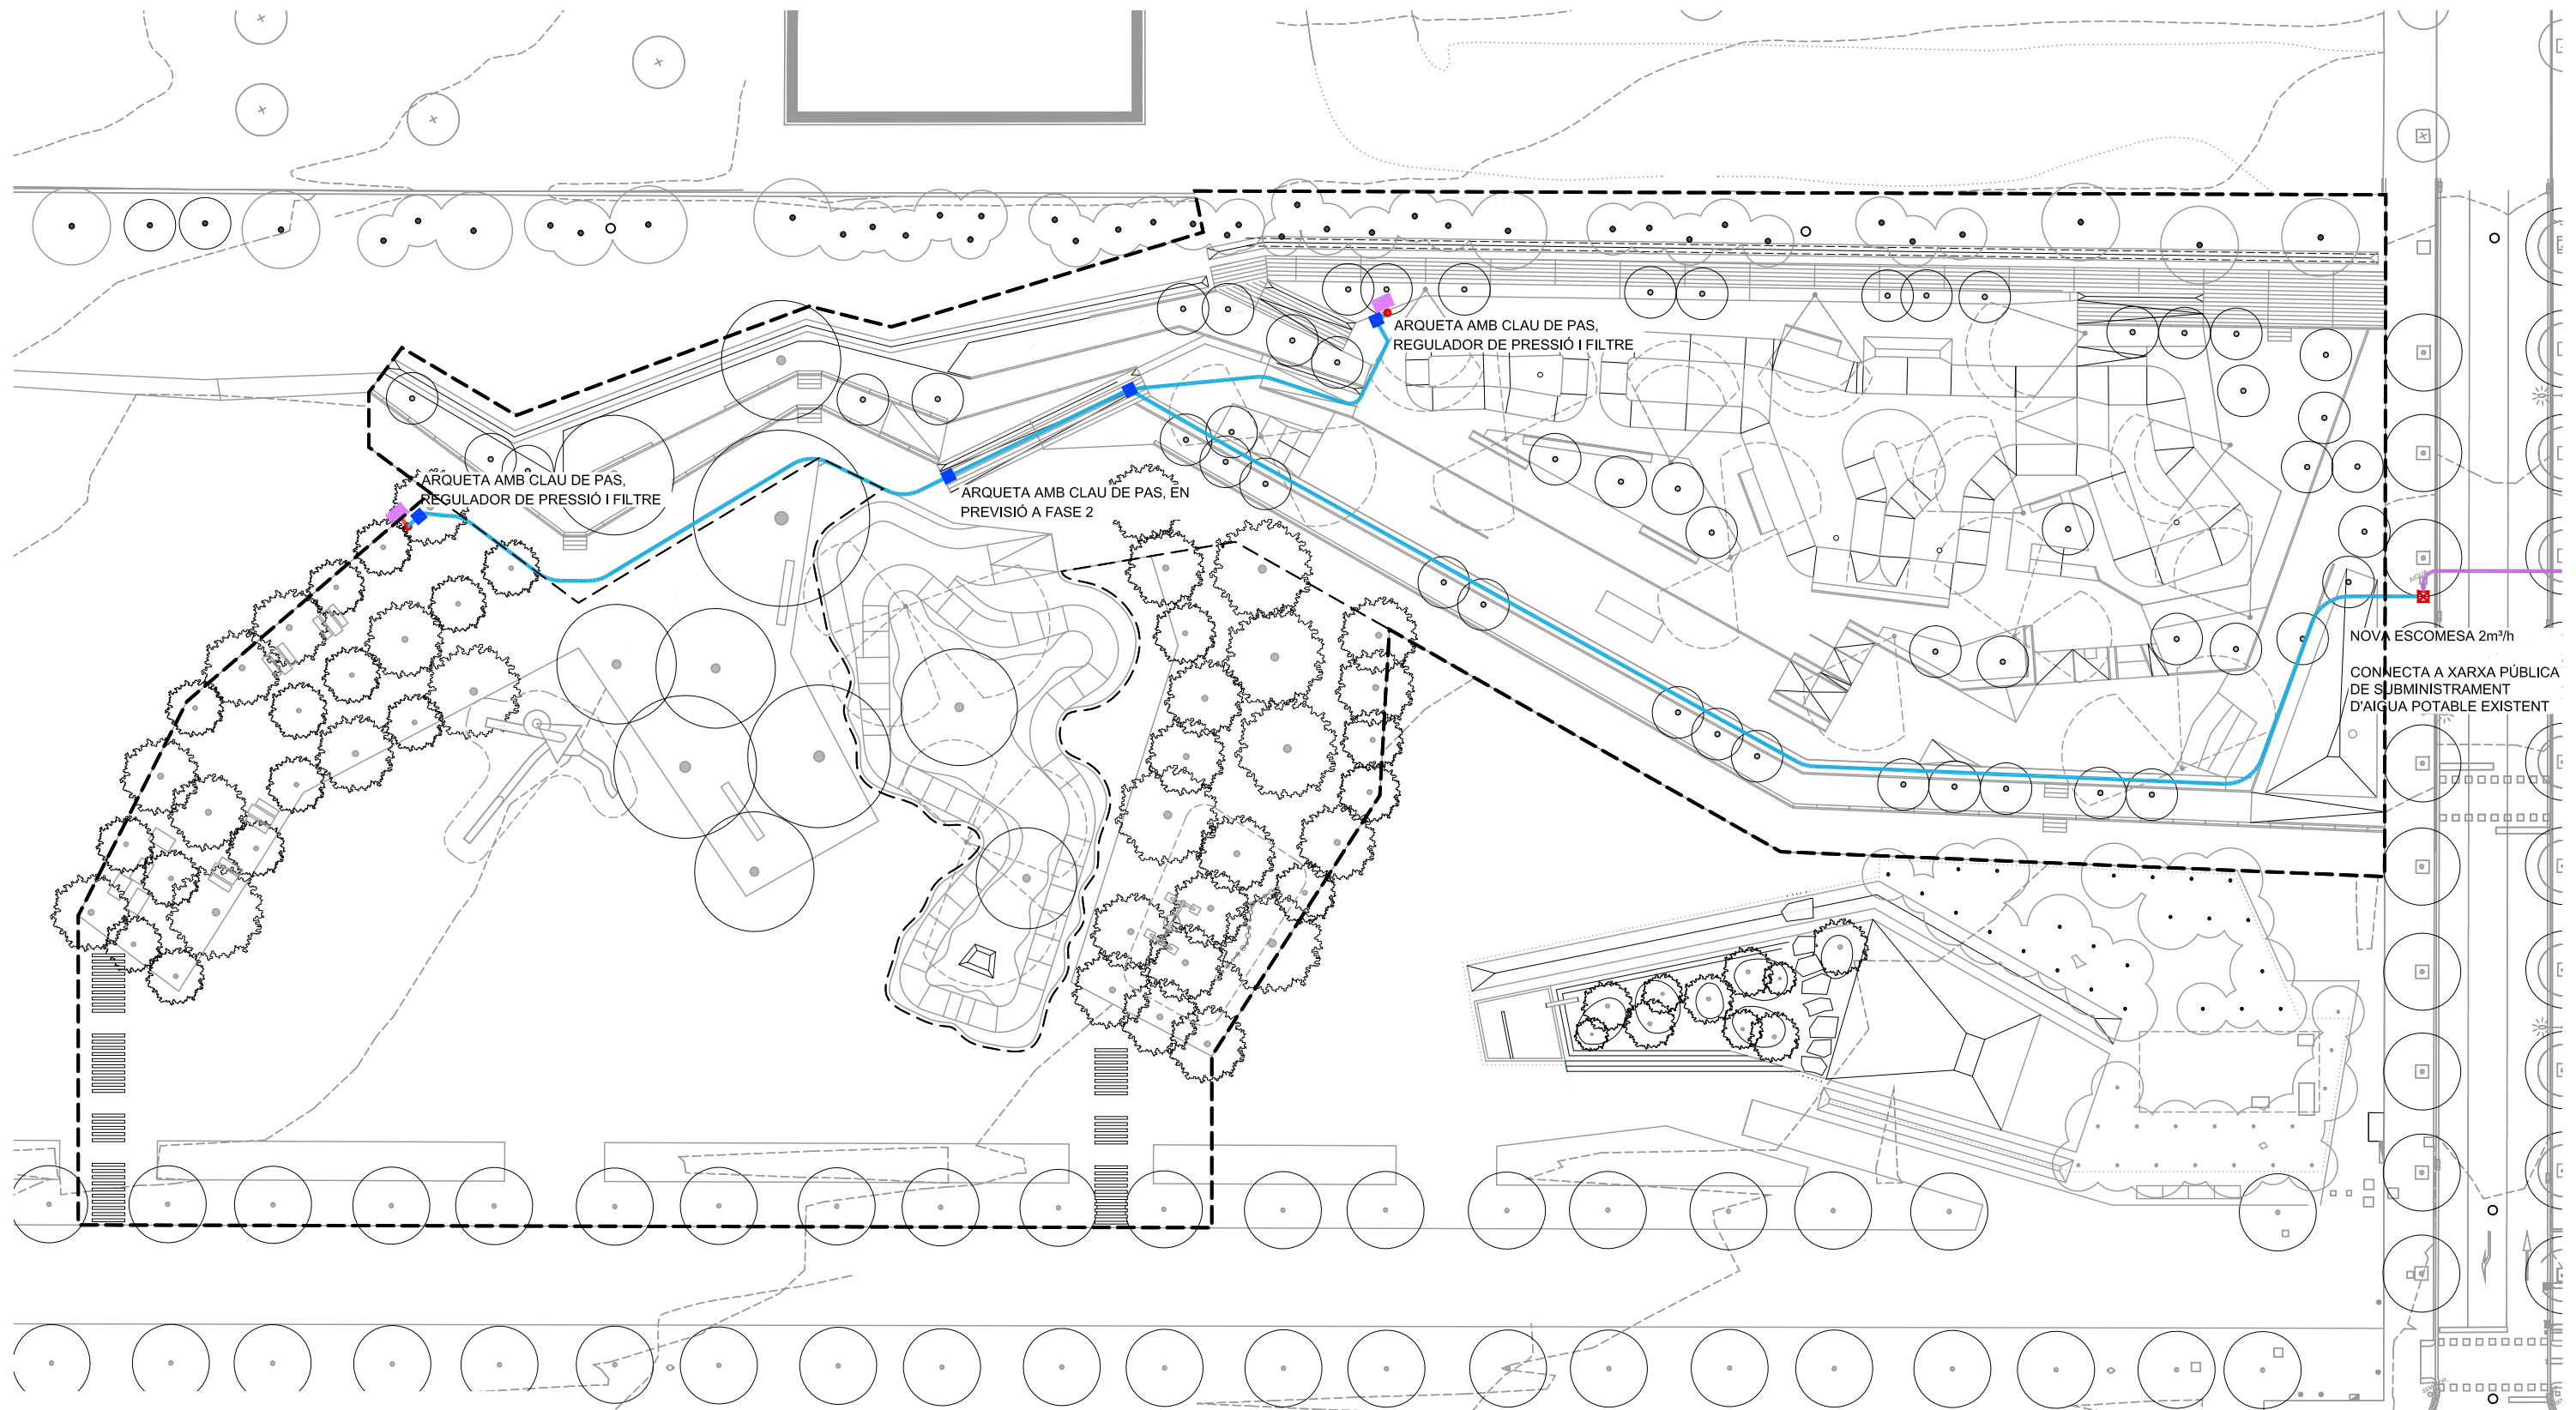 ARQUETA AMB CLAU DE PAS,
REGULADOR DE PRESSIÓ I FILTRE
ARQUETA AMB CLAU DE PAS,
REGULADOR DE PRESSIÓ I FILTRE
ARQUETA AMB CLAU DE PAS, EN
PREVISIÓ A FASE 2
NOVA ESCOMESA 2m³/h
CONNECTA A XARXA PÚBLICA
DE SUBMINISTRAMENT
D'AIGUA POTABLE EXISTENT